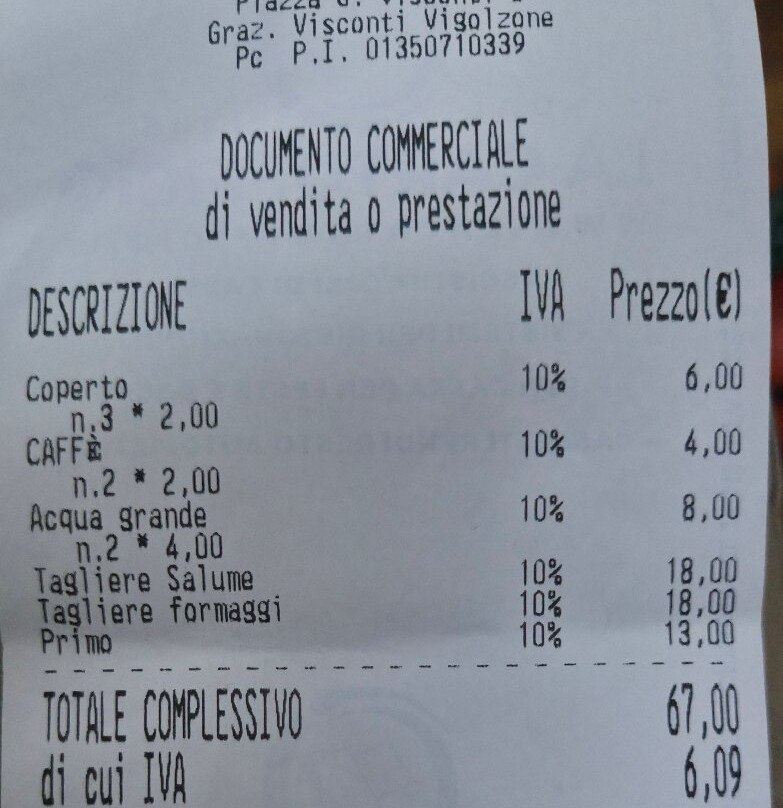 Graz. Visconti Vigolzone
Pc P.I. 01350710339
DOCUMENTO COMMERCIALE
di vendita o prestazione
DESCRIZIONE IVA Prezzo(€)
Coperto 10% 6,00
n.3 * 2,00
CAFFÈ 10% 4,00
n.2 * 2,00
Acqua grande 10% 8,00
n.2 * 4,00
Tagliere Salume 10% 18,00
Tagliere formaggi 10% 18,00
Primo 10% 13,00
TOTALE COMPLESSIVO 67,00
di cui IVA 6,09